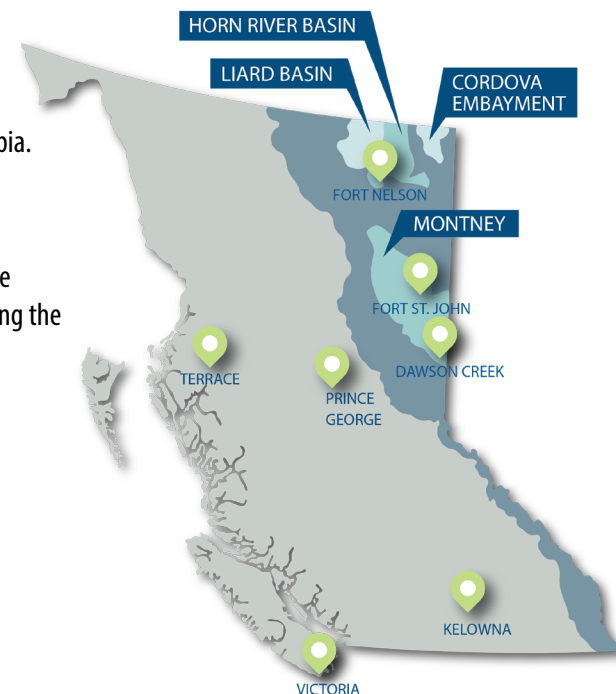 HORN RIVER BASIN
LIARD BASIN
CORDOVA
EMBAYMENT
bia.
FORT NELSON
MONTNEY
e
ng the
FORT ST. JOHN
TERRACE
DAWSON CREEK
PRINCE
GEORGE
KELOWNA
VICTORIA